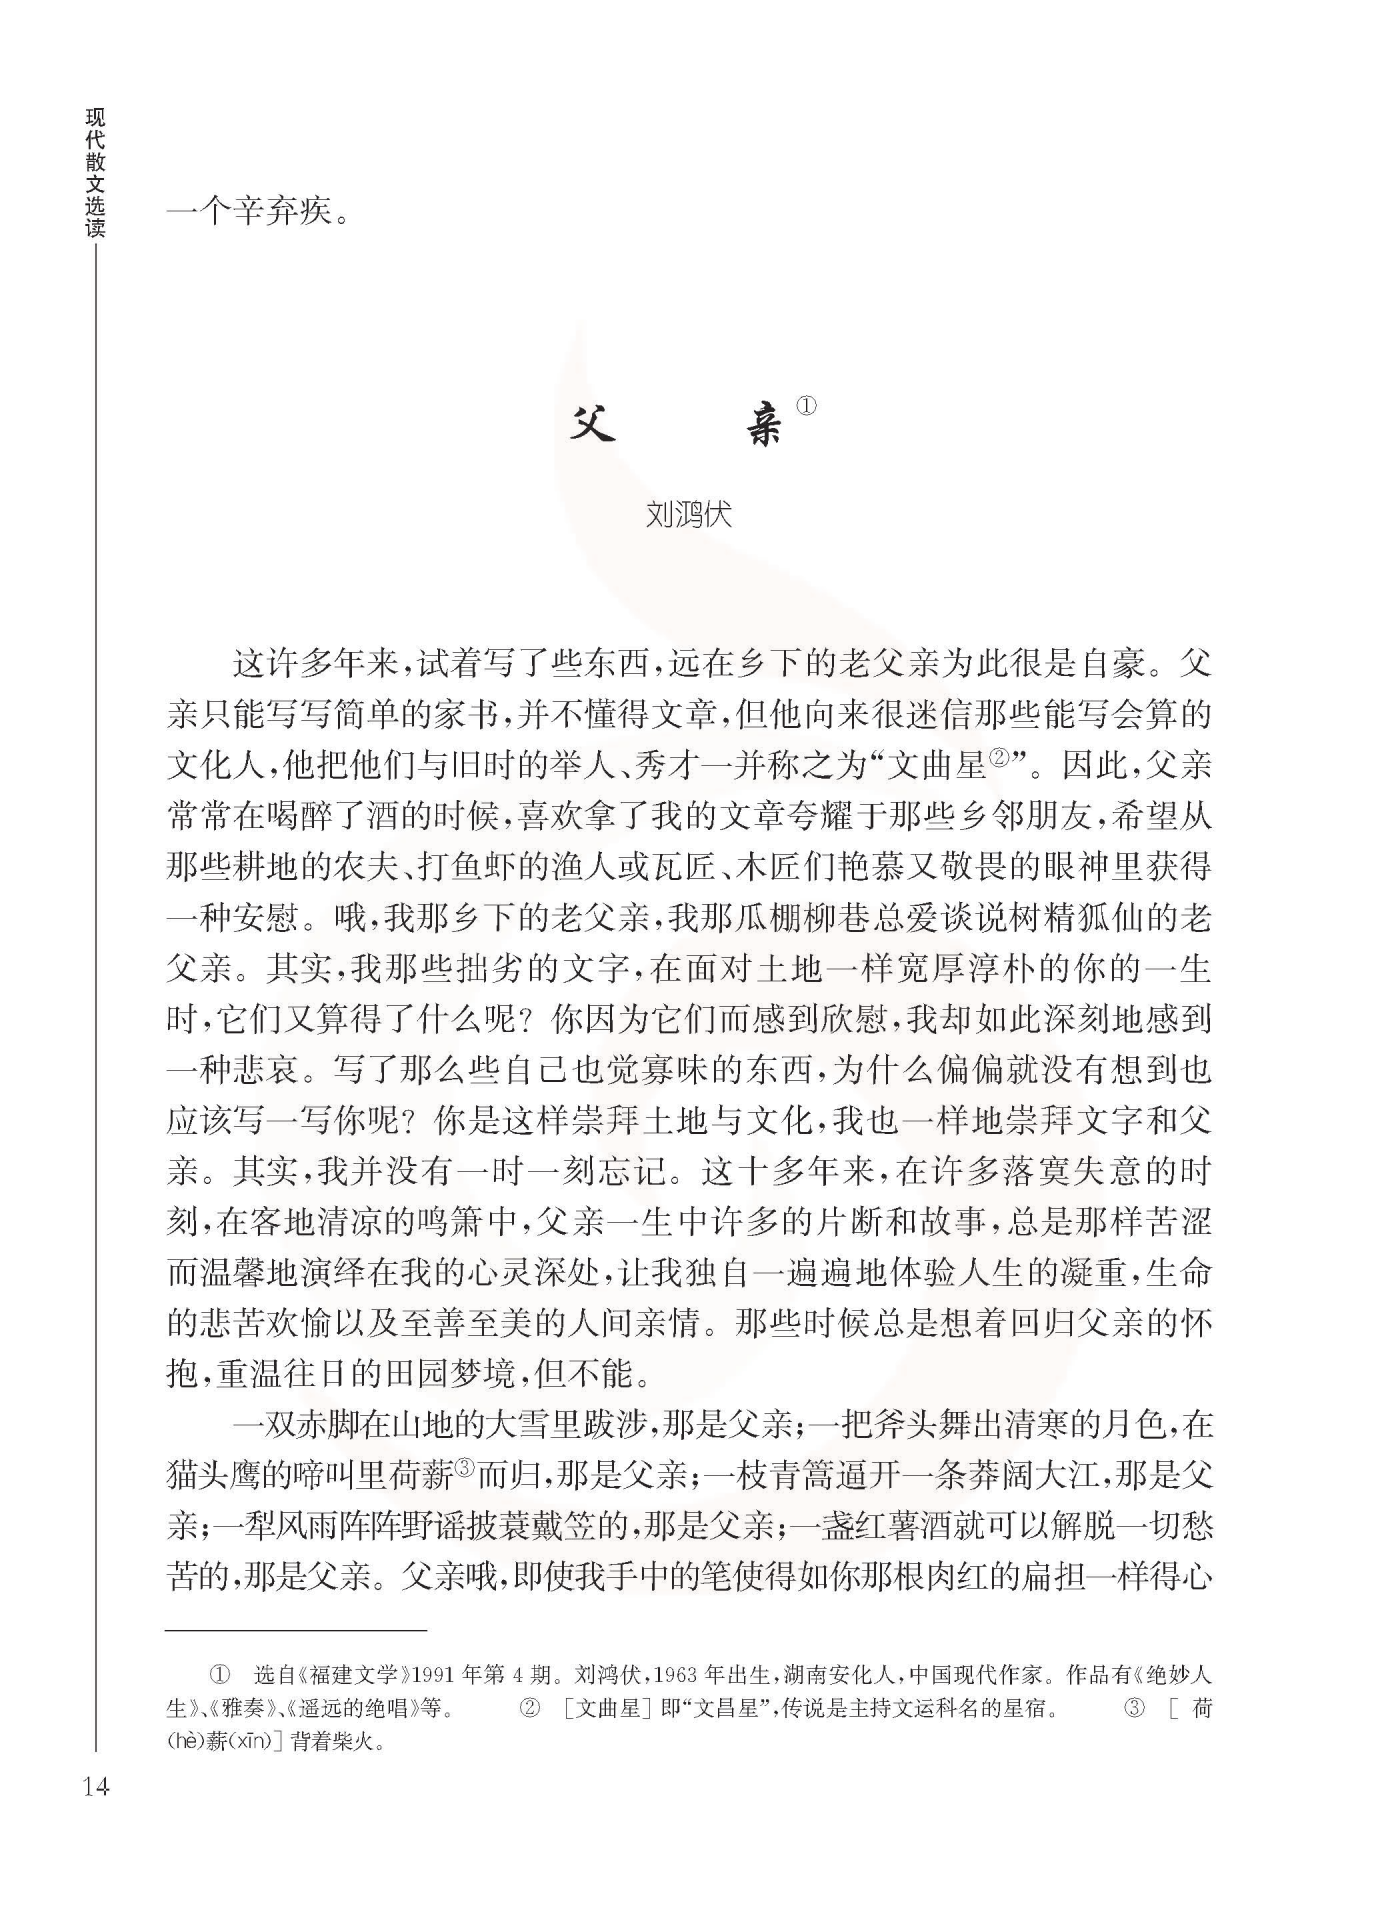 现代散文选读
一个辛弃疾。
父 亲①
刘鸿伏
这许多年来,试着写了些东西,远在乡下的老父亲为此很是自豪。父
亲只能写写简单的家书,并不懂得文章,但他向来很迷信那些能写会算的
文化人,他把他们与旧时的举人、秀才一并称之为“文曲星②”。因此,父亲
常常在喝醉了酒的时候,喜欢拿了我的文章夸耀于那些乡邻朋友,希望从
那些耕地的农夫、打鱼虾的渔人或瓦匠、木匠们艳慕又敬畏的眼神里获得
一种安慰。哦,我那乡下的老父亲,我那瓜棚柳巷总爱谈说树精狐仙的老
父亲。其实,我那些拙劣的文字,在面对土地一样宽厚淳朴的你的一生
时,它们又算得了什么呢?你因为它们而感到欣慰,我却如此深刻地感到
一种悲哀。写了那么些自己也觉寡味的东西,为什么偏偏就没有想到也
应该写一写你呢?你是这样崇拜土地与文化,我也一样地崇拜文字和父
亲。其实,我并没有一时一刻忘记。这十多年来,在许多落寞失意的时
刻,在客地清凉的鸣箫中,父亲一生中许多的片断和故事,总是那样苦涩
而温馨地演绎在我的心灵深处,让我独自一遍遍地体验人生的凝重,生命
的悲苦欢愉以及至善至美的人间亲情。那些时候总是想着回归父亲的怀
抱,重温往日的田园梦境,但不能。
一双赤脚在山地的大雪里跋涉,那是父亲;一把斧头舞出清寒的月色,在
猫头鹰的啼叫里荷薪③而归,那是父亲;一枝青篙逼开一条莽阔大江,那是父
亲;一犁风雨阵阵野谣披蓑戴笠的,那是父亲;一盏红薯酒就可以解脱一切愁
苦的,那是父亲。父亲哦,即使我手中的笔使得如你那根肉红的扁担一样得心
① 选自《福建文学》1991年第4期。刘鸿伏,1963年出生,湖南安化人,中国现代作家。作品有《绝妙人
生》、《雅奏》、《遥远的绝唱》等。 ② [文曲星]即“文昌星”,传说是主持文运科名的星宿。 ③ [荷
(hè)薪(xīn)]背着柴火。
14